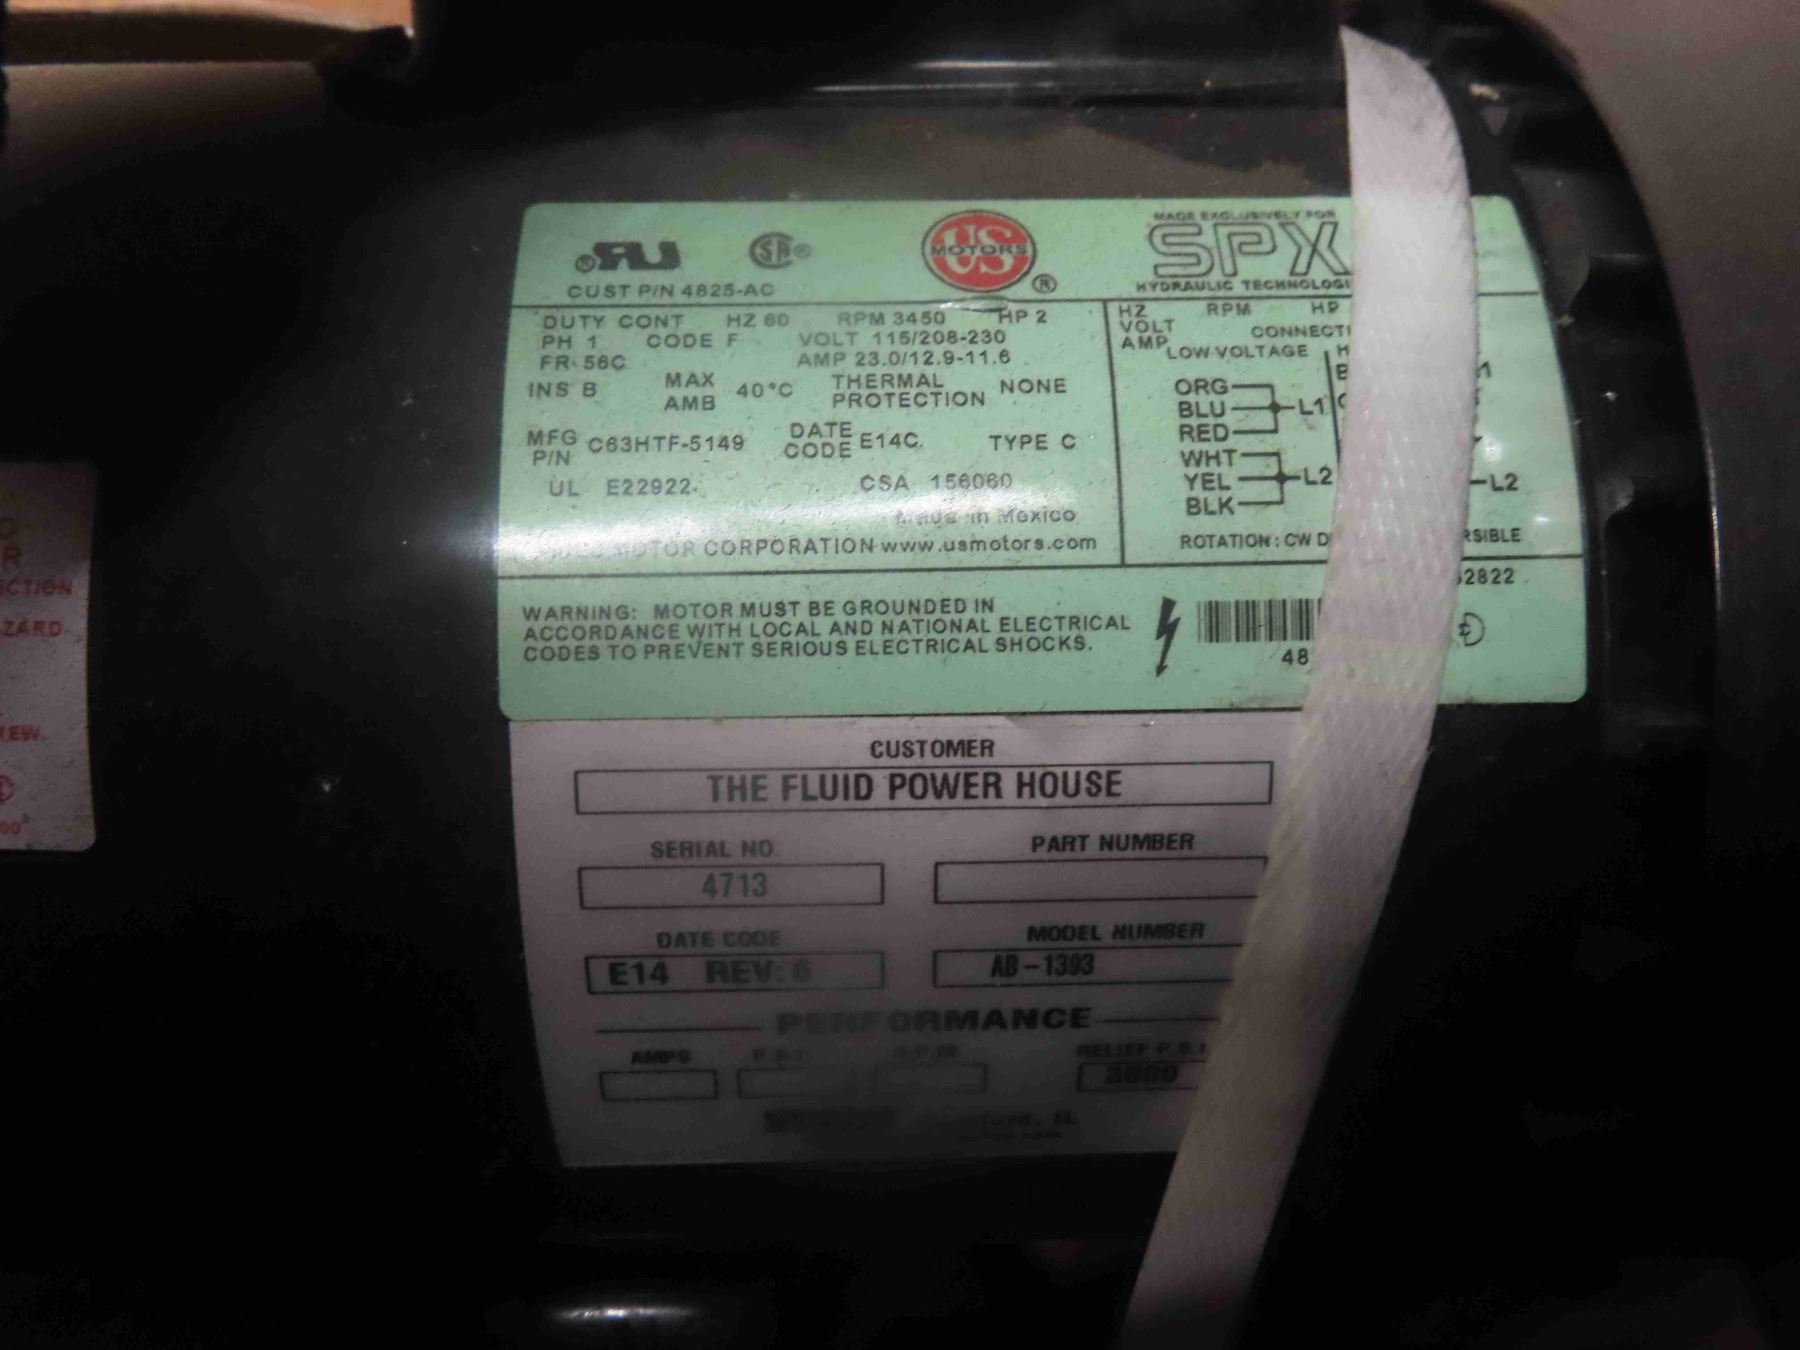 CUST P/N 4825-AC
US MOTORS ®
MADE EXCLUSIVELY FOR
SPX
HYDRAULIC
DUTY CONT HZ 60 RPM 3450 HP 2
PH 1 CODE F VOLT 115/208-230
FR 56C AMP 23.0/12.9-11.6
INS B MAX AMB 40°C THERMAL PROTECTION NONE
MFG P/N C63HTF-5149 DATE CODE E14C TYPE C
UL E22922 CSA 156060
Made in Mexico
MOTOR CORPORATION www.usmotors.com
HZ RPM HP
VOLT
AMP
LOW VOLTAGE
ORG
BLU L1
RED
WHT
YEL L2 L2
BLK
ROTATION: CW
WARNING: MOTOR MUST BE GROUNDED IN
ACCORDANCE WITH LOCAL AND NATIONAL ELECTRICAL
CODES TO PREVENT SERIOUS ELECTRICAL SHOCKS.
CUSTOMER
THE FLUID POWER HOUSE
SERIAL NO. PART NUMBER
4713
DATE CODE MODEL NUMBER
E14 REV: 6 AB-1393
PERFORMANCE
AMPS P.S.I. G.P.M. RELIEF P.S.I.
3000